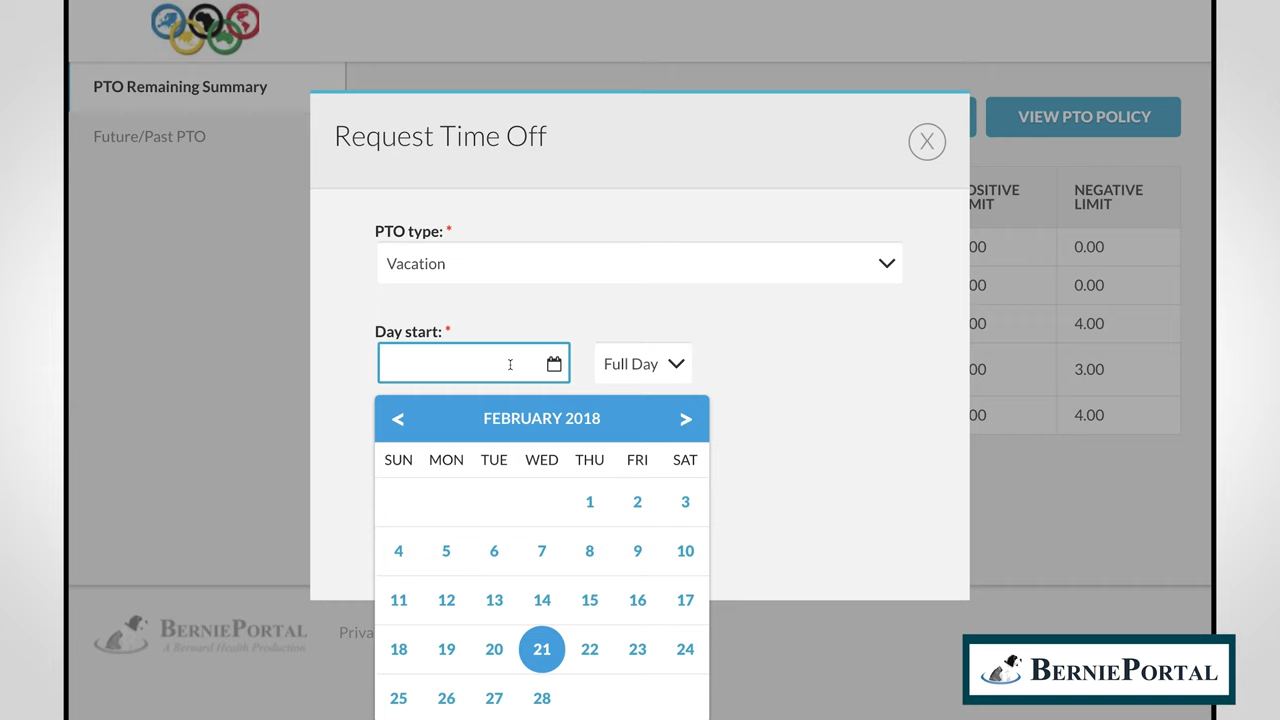 PTO Remaining Summary
Future/Past PTO
VIEW PTO POLICY
Request Time Off
X
OSITIVE
MIT
NEGATIVE
LIMIT
00 0.00
00 0.00
00 4.00
00 3.00
00 4.00
PTO type: *
Vacation
Day start: *
Full Day
< FEBRUARY 2018 >
SUN MON TUE WED THU FRI SAT
1 2 3
4 5 6 7 8 9 10
11 12 13 14 15 16 17
18 19 20 21 22 23 24
25 26 27 28
BERNIEPORTAL
A Bernard Health Production
Priva
BERNIEPORTAL